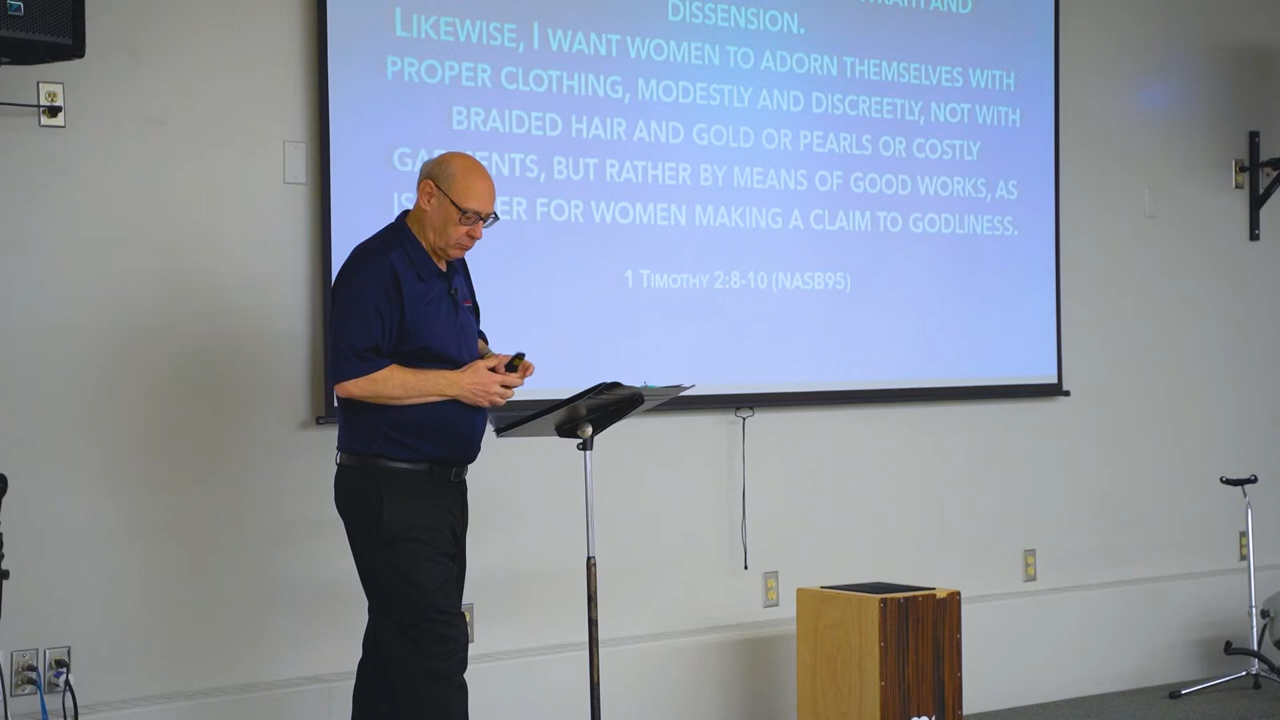 AND
DISSENSION.
LIKEWISE, I WANT WOMEN TO ADORN THEMSELVES WITH
PROPER CLOTHING, MODESTLY AND DISCREETLY, NOT WITH
BRAIDED HAIR AND GOLD OR PEARLS OR COSTLY
BUT RATHER BY MEANS OF GOOD WORKS, AS
FOR WOMEN MAKING A CLAIM TO GODLINESS.
1 TIMOTHY 2:8-10 (NASB95)